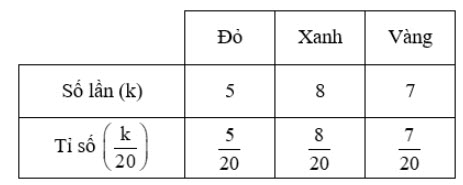 Đỏ Xanh Vàng
Số lần (k) 5 8 7
Tỉ số (k/20) 5/20 8/20 7/20